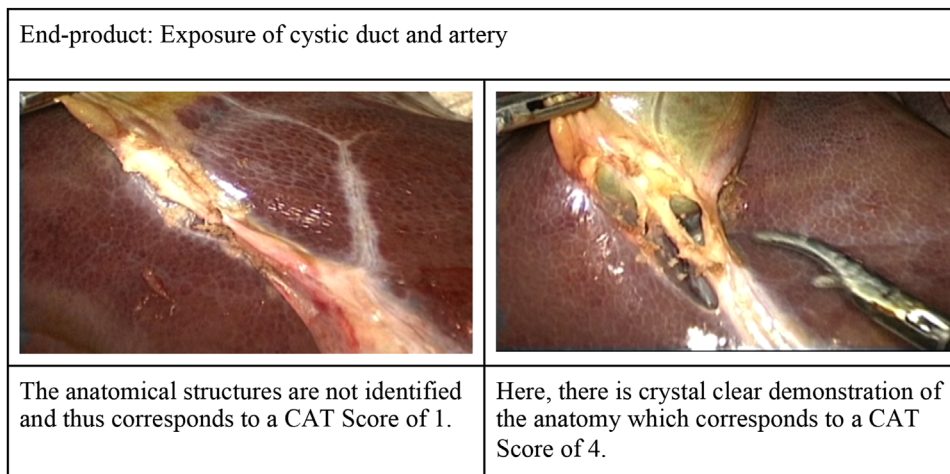 End-product: Exposure of cystic duct and artery
The anatomical structures are not identified
and thus corresponds to a CAT Score of 1.
Here, there is crystal clear demonstration of
the anatomy which corresponds to a CAT
Score of 4.